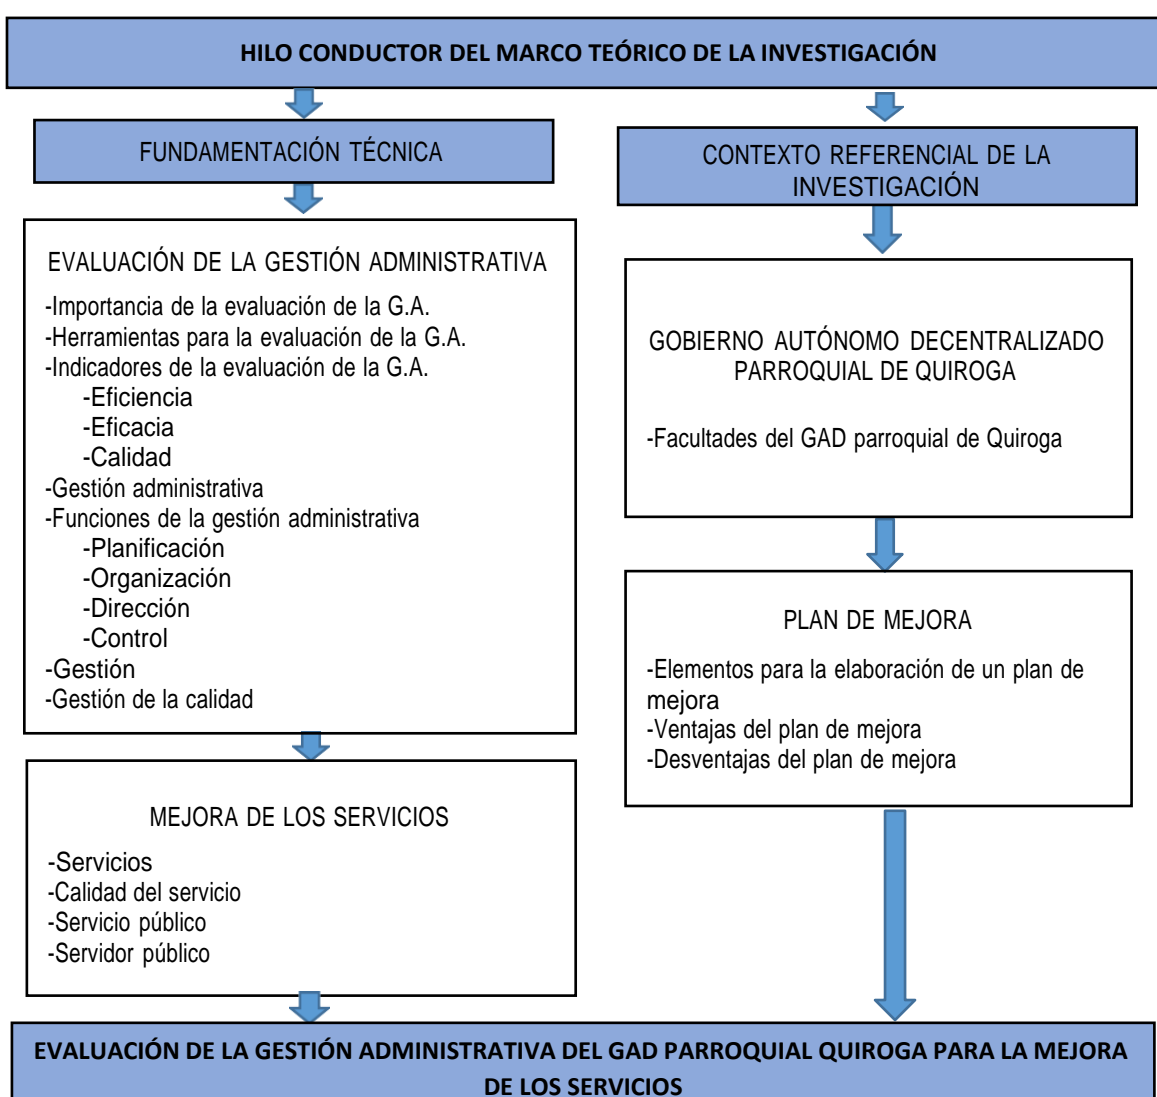 HILO CONDUCTOR DEL MARCO TEÓRICO DE LA INVESTIGACIÓN
FUNDAMENTACIÓN TÉCNICA
EVALUACIÓN DE LA GESTIÓN ADMINISTRATIVA
-Importancia de la evaluación de la G.A.
-Herramientas para la evaluación de la G.A.
-Indicadores de la evaluación de la G.A.
-Eficiencia
-Eficacia
-Calidad
-Gestión administrativa
-Funciones de la gestión administrativa
-Planificación
-Organización
-Dirección
-Control
-Gestión
-Gestión de la calidad
MEJORA DE LOS SERVICIOS
-Servicios
-Calidad del servicio
-Servicio público
-Servidor público
CONTEXTO REFERENCIAL DE LA
INVESTIGACIÓN
GOBIERNO AUTÓNOMO DECENTRALIZADO
PARROQUIAL DE QUIROGA
-Facultades del GAD parroquial de Quiroga
PLAN DE MEJORA
-Elementos para la elaboración de un plan de
mejora
-Ventajas del plan de mejora
-Desventajas del plan de mejora
EVALUACIÓN DE LA GESTIÓN ADMINISTRATIVA DEL GAD PARROQUIAL QUIROGA PARA LA MEJORA
DE LOS SERVICIOS